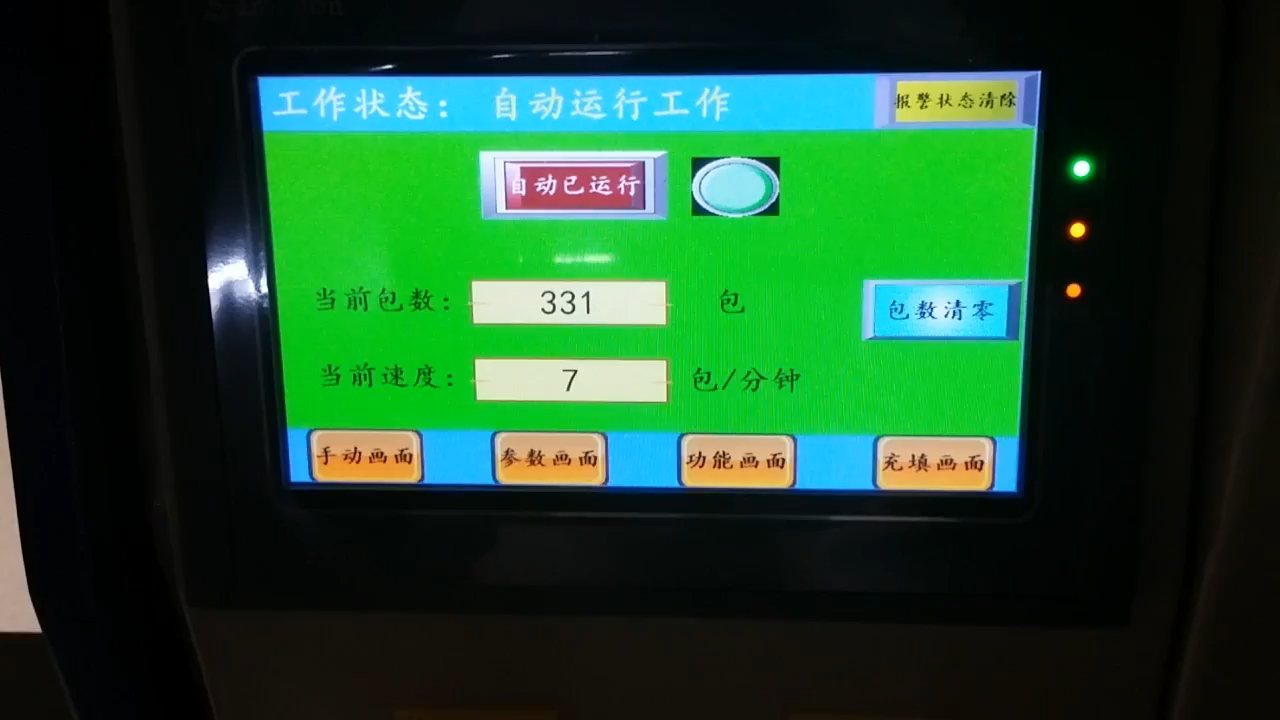 工作状态： 自动运行工作
报警状态清除
自动已运行
当前包数： 331 包
包数清零
当前速度： 7 包/分钟
手动画面 参数画面 功能画面 充填画面